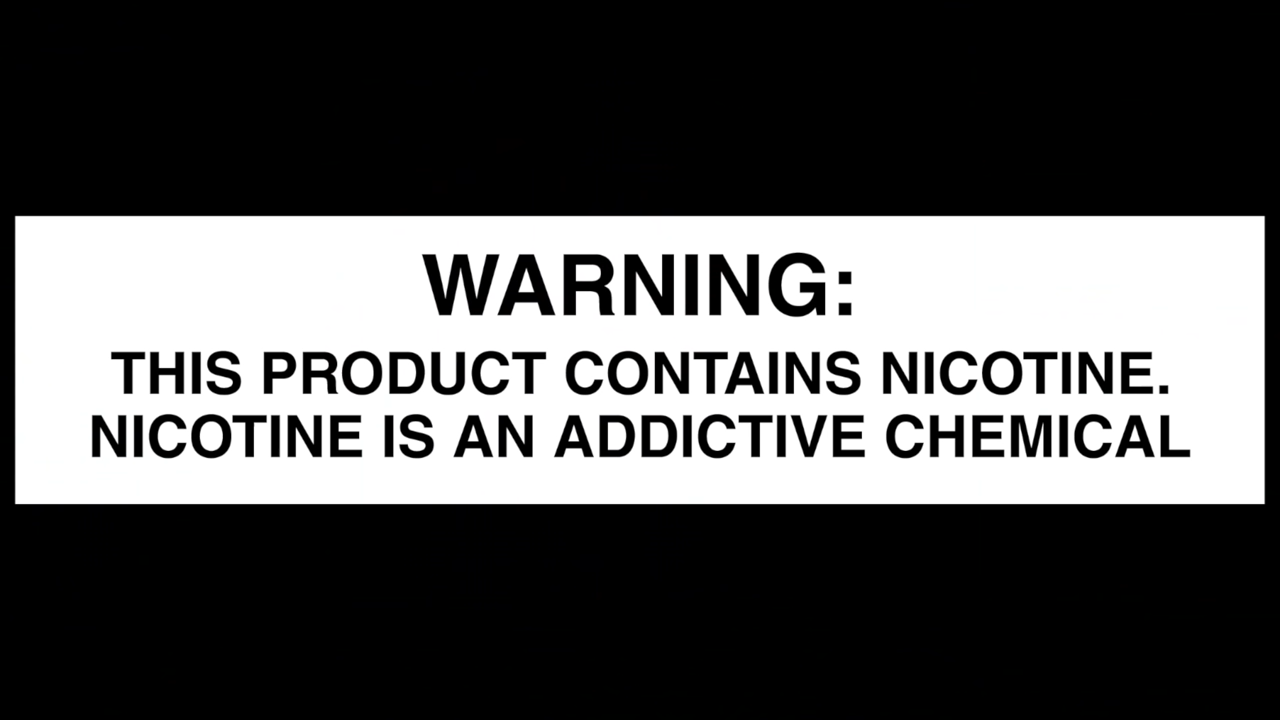 WARNING:
THIS PRODUCT CONTAINS NICOTINE.
NICOTINE IS AN ADDICTIVE CHEMICAL